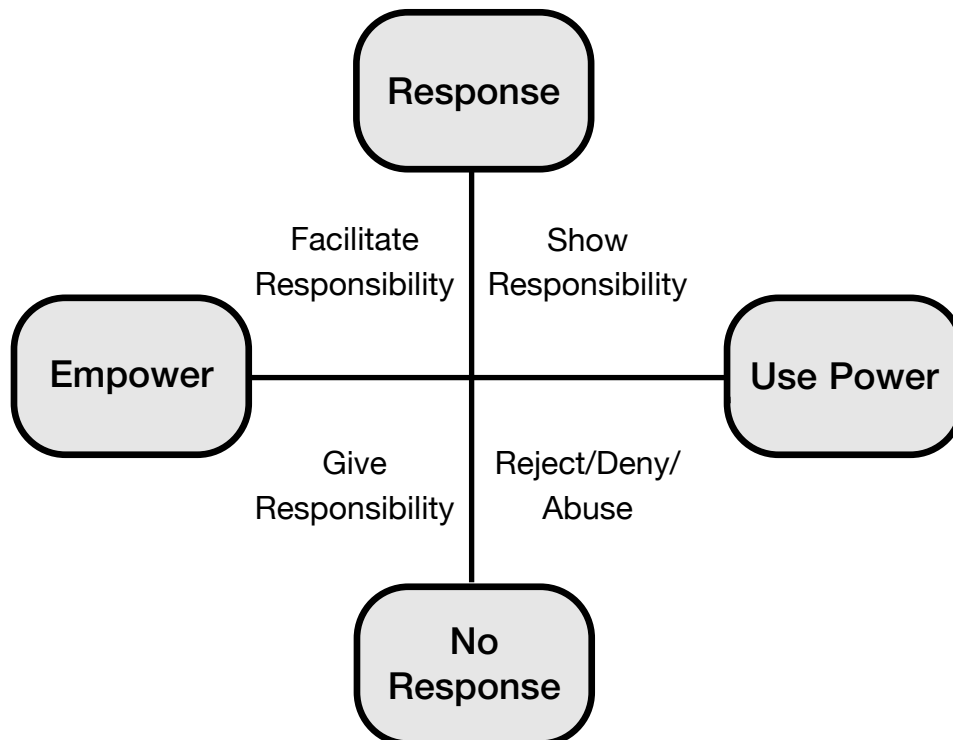 Response
Facilitate
Responsibility
Show
Responsibility
Empower
Use Power
Give
Responsibility
Reject/Deny/
Abuse
No
Response